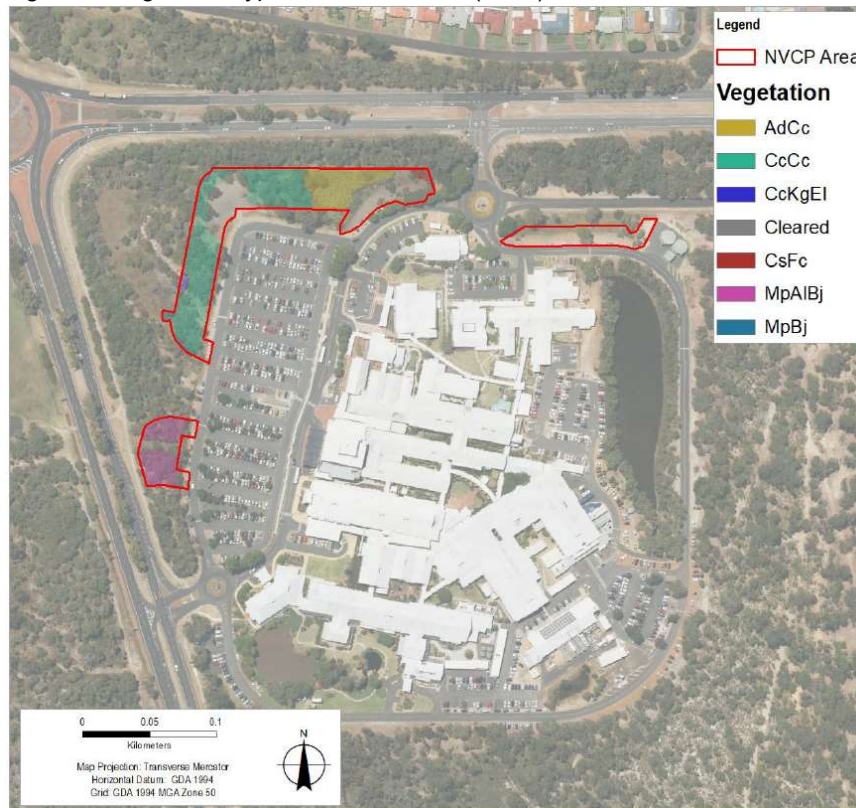 Legend
NVCP Area
Vegetation
AdCc
CcCc
CcKgEl
Cleared
CsFc
MpAlBj
MpBj
0 0.05 0.1
Kilometers
N
Map Projection: Transverse Mercator
Horizontal Datum: GDA 1994
Grid: GDA 1994 MGA Zone 50